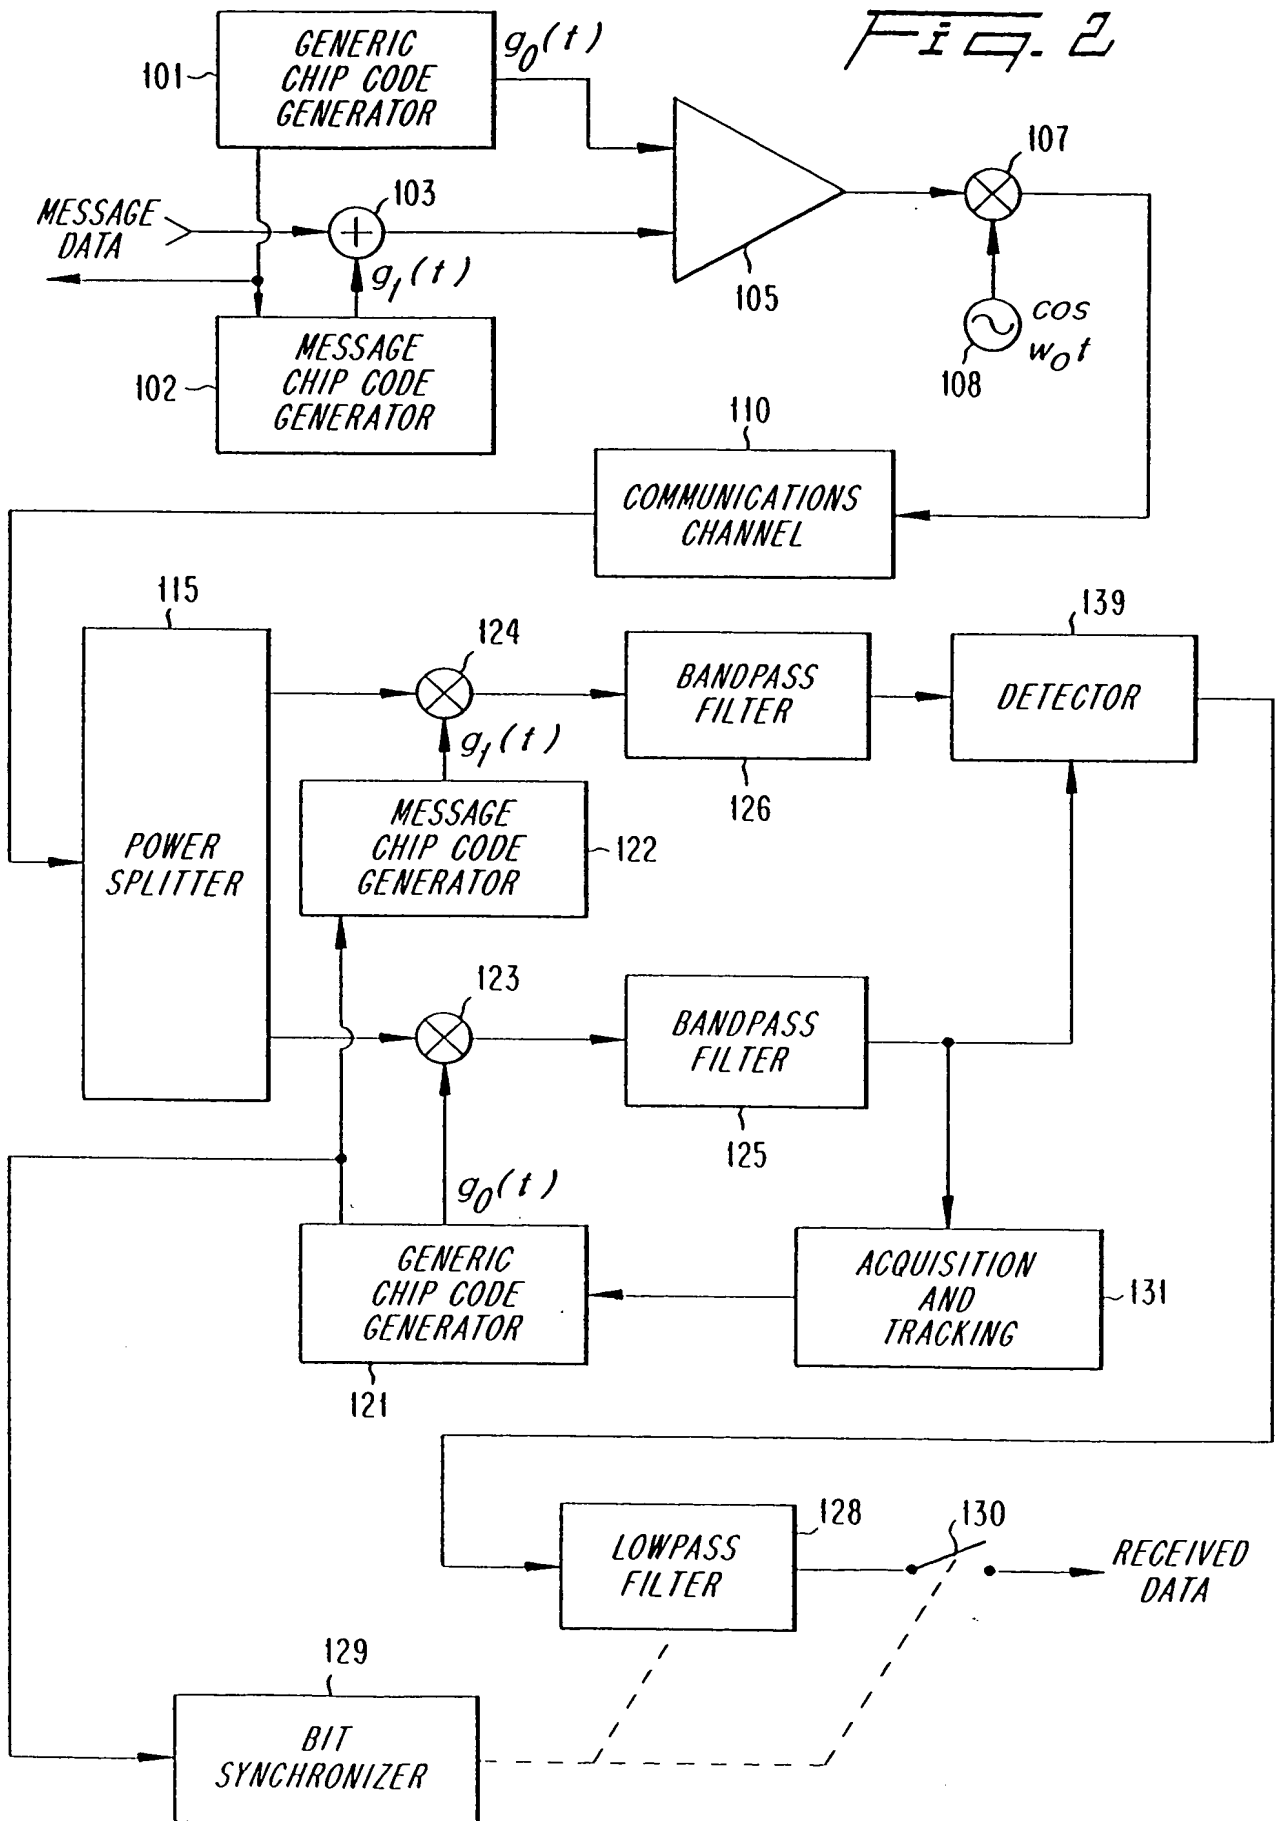 Fig. 2
GENERIC
CHIP CODE
GENERATOR
101
g0(t)
107
MESSAGE
DATA
103
g1(t)
105
cos
w0t
108
MESSAGE
CHIP CODE
GENERATOR
102
110
COMMUNICATIONS
CHANNEL
115
POWER
SPLITTER
124
g1(t)
BANDPASS
FILTER
126
139
DETECTOR
MESSAGE
CHIP CODE
GENERATOR
122
123
BANDPASS
FILTER
125
g0(t)
GENERIC
CHIP CODE
GENERATOR
121
ACQUISITION
AND
TRACKING
131
128
LOWPASS
FILTER
130
RECEIVED
DATA
129
BIT
SYNCHRONIZER